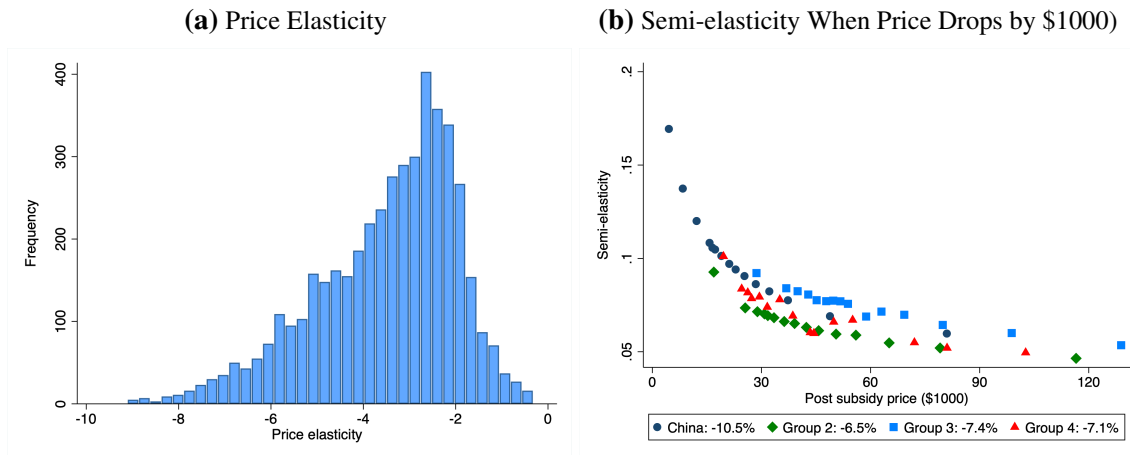 (a) Price Elasticity
Frequency
400
300
200
100
0
-10 -8 -6 -4 -2 0
Price elasticity
(b) Semi-elasticity When Price Drops by $1000)
Semi-elasticity
.2
.15
.1
.05
0 30 60 90 120
Post subsidy price ($1000)
China: -10.5% Group 2: -6.5% Group 3: -7.4% Group 4: -7.1%